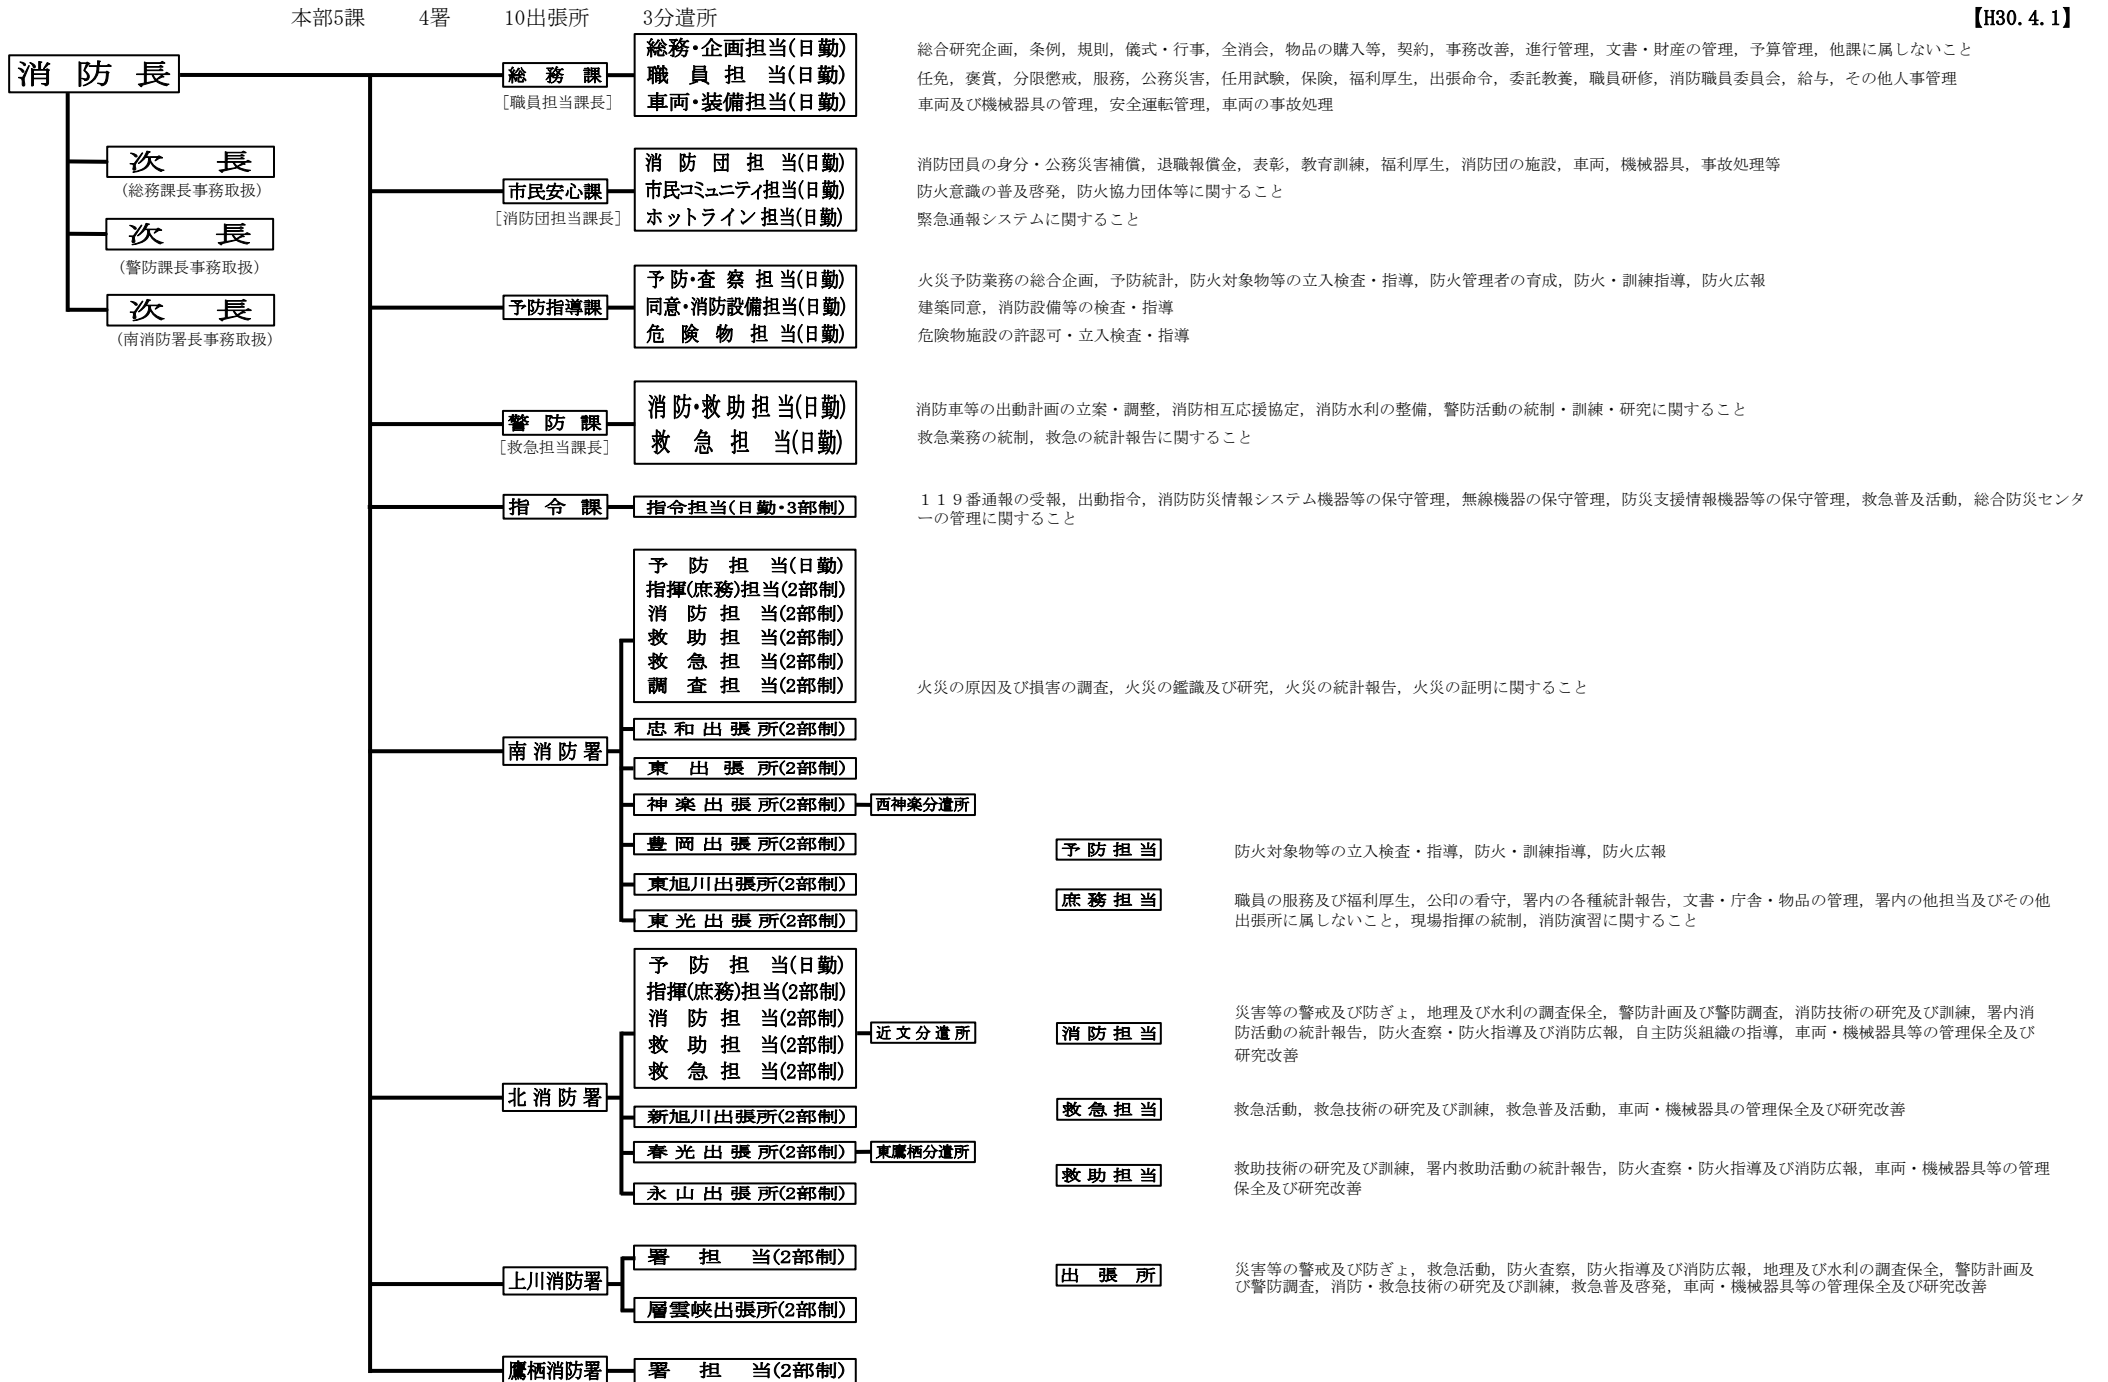 本部5課 4署 10出張所 3分遣所 【H30.4.1】
消防長
次長
(総務課長事務取扱)
次長
(警防課長事務取扱)
次長
(南消防署長事務取扱)
総務課
[職員担当課長]
総務・企画担当(日勤)
職員担当(日勤)
車両・装備担当(日勤)
総合研究企画，条例，規則，儀式・行事，全消会，物品の購入等，契約，事務改善，進行管理，文書・財産の管理，予算管理，他課に属しないこと
任免，褒賞，分限懲戒，服務，公務災害，任用試験，保険，福利厚生，出張命令，委託教養，職員研修，消防職員委員会，給与，その他人事管理
車両及び機械器具の管理，安全運転管理，車両の事故処理
市民安心課
[消防団担当課長]
消防団担当(日勤)
市民コミュニティ担当(日勤)
ホットライン担当(日勤)
消防団員の身分・公務災害補償，退職報償金，表彰，教育訓練，福利厚生，消防団の施設，車両，機械器具，事故処理等
防火意識の普及啓発，防火協力団体等に関すること
緊急通報システムに関すること
予防指導課
予防・査察担当(日勤)
同意・消防設備担当(日勤)
危険物担当(日勤)
火災予防業務の総合企画，予防統計，防火対象物等の立入検査・指導，防火管理者の育成，防火・訓練指導，防火広報
建築同意，消防設備等の検査・指導
危険物施設の許認可・立入検査・指導
警防課
[救急担当課長]
消防・救助担当(日勤)
救急担当(日勤)
消防車等の出動計画の立案・調整，消防相互応援協定，消防水利の整備，警防活動の統制・訓練・研究に関すること
救急業務の統制，救急の統計報告に関すること
指令課
指令担当(日勤・3部制)
１１９番通報の受報，出動指令，消防防災情報システム機器等の保守管理，無線機器の保守管理，防災支援情報機器等の保守管理，救急普及活動，総合防災センタ
ーの管理に関すること
南消防署
予防担当(日勤)
指揮(庶務)担当(2部制)
消防担当(2部制)
救助担当(2部制)
救急担当(2部制)
調査担当(2部制)
火災の原因及び損害の調査，火災の鑑識及び研究，火災の統計報告，火災の証明に関すること
忠和出張所(2部制)
東出張所(2部制)
神楽出張所(2部制)
西神楽分遣所
豊岡出張所(2部制)
東旭川出張所(2部制)
東光出張所(2部制)
北消防署
予防担当(日勤)
指揮(庶務)担当(2部制)
消防担当(2部制)
救助担当(2部制)
救急担当(2部制)
近文分遣所
新旭川出張所(2部制)
春光出張所(2部制)
東鷹栖分遣所
永山出張所(2部制)
上川消防署
署担当(2部制)
層雲峡出張所(2部制)
鷹栖消防署
署担当(2部制)
予防担当
防火対象物等の立入検査・指導，防火・訓練指導，防火広報
庶務担当
職員の服務及び福利厚生，公印の看守，署内の各種統計報告，文書・庁舎・物品の管理，署内の他担当及びその他
出張所に属しないこと，現場指揮の統制，消防演習に関すること
消防担当
災害等の警戒及び防ぎょ，地理及び水利の調査保全，警防計画及び警防調査，消防技術の研究及び訓練，署内消
防活動の統計報告，防火査察・防火指導及び消防広報，自主防災組織の指導，車両・機械器具等の管理保全及び
研究改善
救急担当
救急活動，救急技術の研究及び訓練，救急普及活動，車両・機械器具の管理保全及び研究改善
救助担当
救助技術の研究及び訓練，署内救助活動の統計報告，防火査察・防火指導及び消防広報，車両・機械器具等の管理
保全及び研究改善
出張所
災害等の警戒及び防ぎょ，救急活動，防火査察，防火指導及び消防広報，地理及び水利の調査保全，警防計画及
び警防調査，消防・救急技術の研究及び訓練，救急普及啓発，車両・機械器具等の管理保全及び研究改善